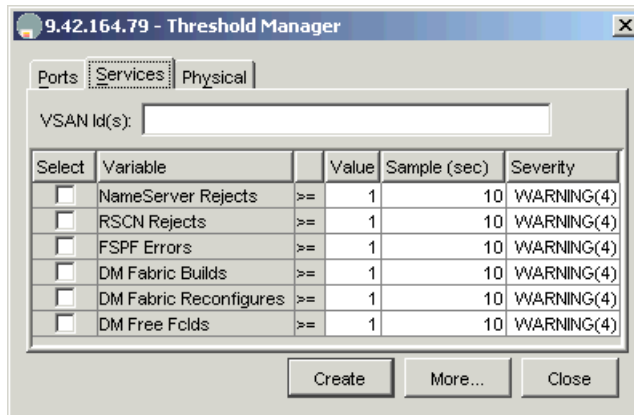 9.42.164.79 - Threshold Manager
Ports Services Physical
VSAN Id(s):
Select Variable Value Sample (sec) Severity
NameServer Rejects >= 1 10 WARNING(4)
RSCN Rejects >= 1 10 WARNING(4)
FSPF Errors >= 1 10 WARNING(4)
DM Fabric Builds >= 1 10 WARNING(4)
DM Fabric Reconfigures >= 1 10 WARNING(4)
DM Free FcIds >= 1 10 WARNING(4)
Create More... Close